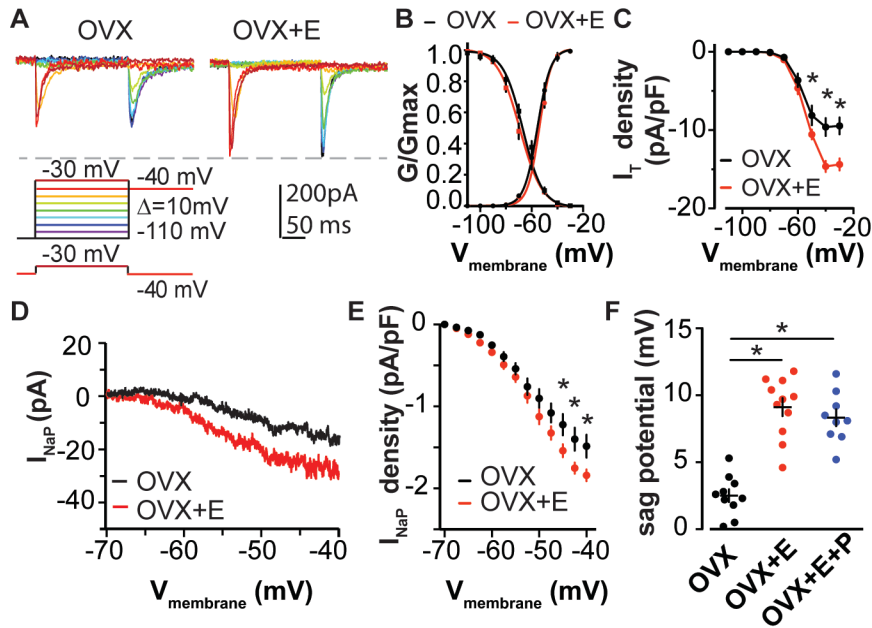 A
OVX OVX+E
-30 mV
-40 mV
Δ=10mV
-110 mV
-30 mV
-40 mV
200pA
50 ms
B
OVX OVX+E
G/Gmax
1.0
0.8
0.6
0.4
0.2
0
-100 -60 -20
Vmembrane (mV)
C
IT density (pA/pF)
0
-5
-10
-15
-20
* * *
OVX
OVX+E
-100 -60 -20
Vmembrane (mV)
D
INaP (pA)
20
0
-20
-40
-50
OVX
OVX+E
-70 -60 -50 -40
Vmembrane (mV)
E
INaP density (pA/pF)
0
-1
-2
* * *
OVX
OVX+E
-70 -60 -50 -40
Vmembrane (mV)
F
sag potential (mV)
15
10
5
0
*
*
OVX
OVX+E
OVX+E+P